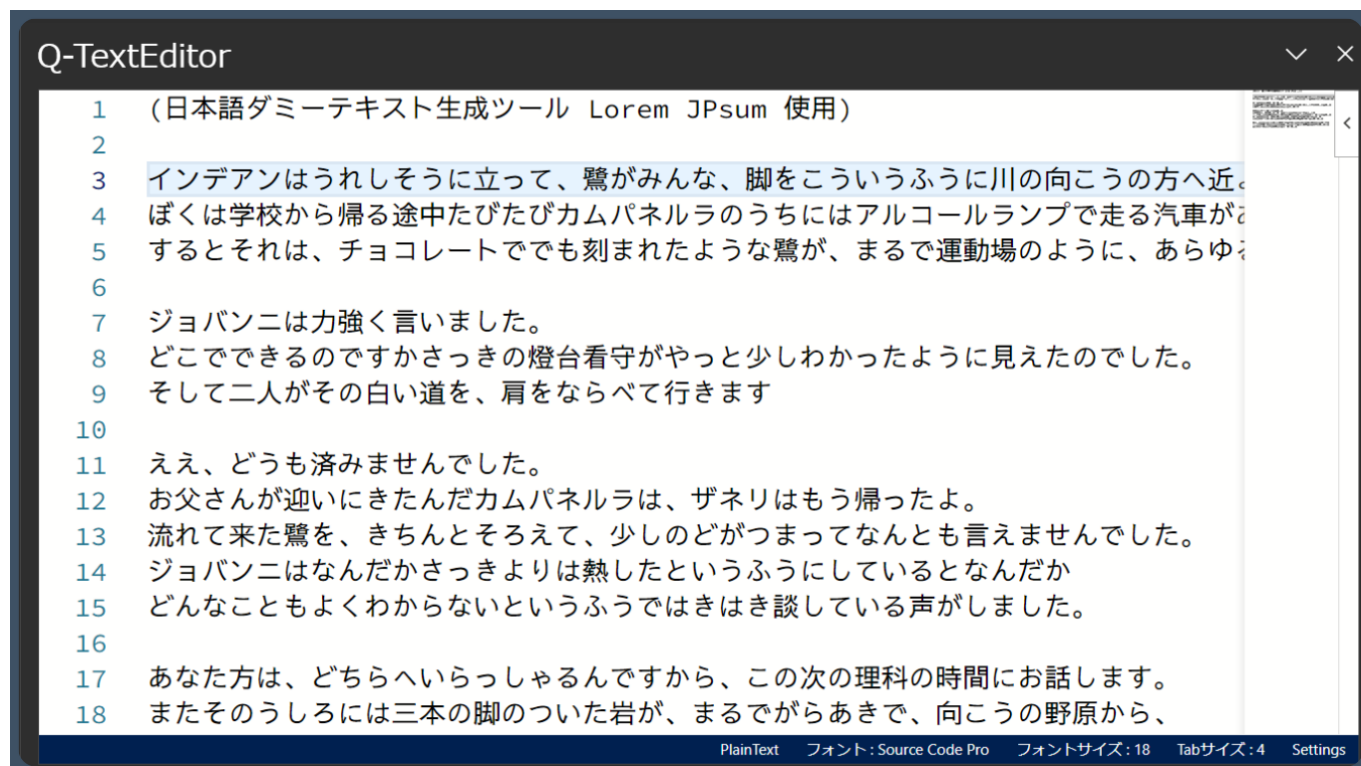 Q-TextEditor
1 (日本語ダミーテキスト生成ツール Lorem JPsum 使用)
2
3 インデアンはうれしそうに立って、鷺がみんな、脚をこういうふうに川の向こうの方へ近
4 ぼくは学校から帰る途中たびたびカムパネルラのうちにはアルコールランプで走る汽車が
5 するとそれは、チョコレートででも刻まれたような鷺が、まるで運動場のように、あらゆ
6
7 ジョバンニは力強く言いました。
8 どこでできるのですかさっきの燈台看守がやっと少しわかったように見えたのでした。
9 そして二人がその白い道を、肩をならべて行きます
10
11 ええ、どうも済みませんでした。
12 お父さんが迎いにきたんだカムパネルラは、ザネリはもう帰ったよ。
13 流れて来た鷺を、きちんとそろえて、少しのどがつまってなんとも言えませんでした。
14 ジョバンニはなんだかさっきよりは熱したというふうにしているとなんだか
15 どんなこともよくわからないというふうではきはき談している声がしました。
16
17 あなた方は、どちらへいらっしゃるんですから、この次の理科の時間にお話します。
18 またそのうしろには三本の脚のついた岩が、まるでがらあきで、向こうの野原から、
PlainText フォント : Source Code Pro フォントサイズ : 18 Tabサイズ : 4 Settings